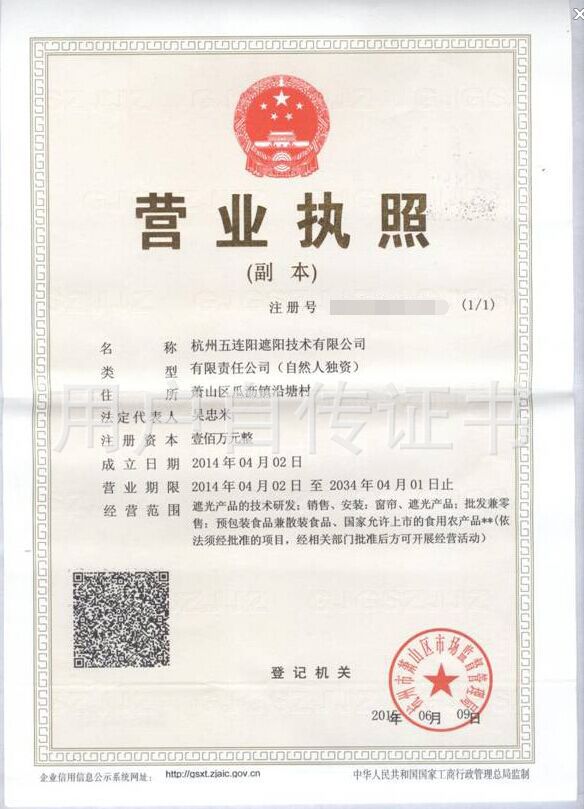 营业执照
(副 本)
注册号
(1/1)
名称 杭州五连阳遮阳技术有限公司
类型 有限责任公司（自然人独资）
住所 萧山区瓜沥镇沿塘村
法定代表人 吴忠米
注册资本 壹佰万元整
成立日期 2014年04月02日
营业期限 2014年04月02日 至 2034年04月01日止
经营范围 遮光产品的技术研发；销售、安装：窗帘、遮光产品；批发兼零
售：预包装食品兼散装食品、国家允许上市的食用农产品**(依
法须经批准的项目，经相关部门批准后方可开展经营活动)
用户自传证书
登记机关
杭州市萧山区市场监督管理局
2015年06月09日
企业信用信息公示系统网址： http://gsxt.zjaic.gov.cn
中华人民共和国国家工商行政管理总局监制